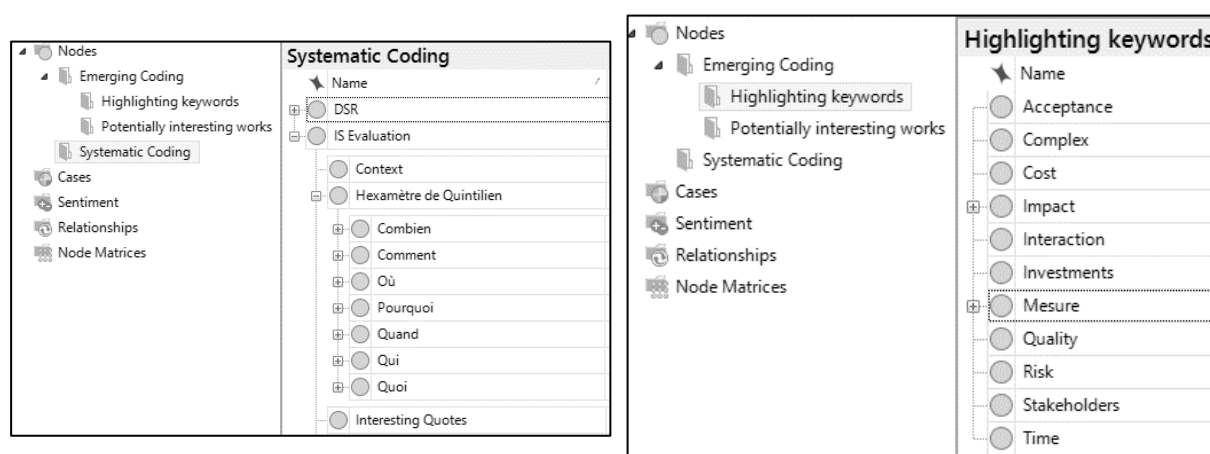 Nodes
Emerging Coding
Highlighting keywords
Potentially interesting works
Systematic Coding
Cases
Sentiment
Relationships
Node Matrices
Systematic Coding
Name
DSR
IS Evaluation
Context
Hexamètre de Quintilien
Combien
Comment
Où
Pourquoi
Quand
Qui
Quoi
Interesting Quotes
Nodes
Emerging Coding
Highlighting keywords
Potentially interesting works
Systematic Coding
Cases
Sentiment
Relationships
Node Matrices
Highlighting keywords
Name
Acceptance
Complex
Cost
Impact
Interaction
Investments
Mesure
Quality
Risk
Stakeholders
Time